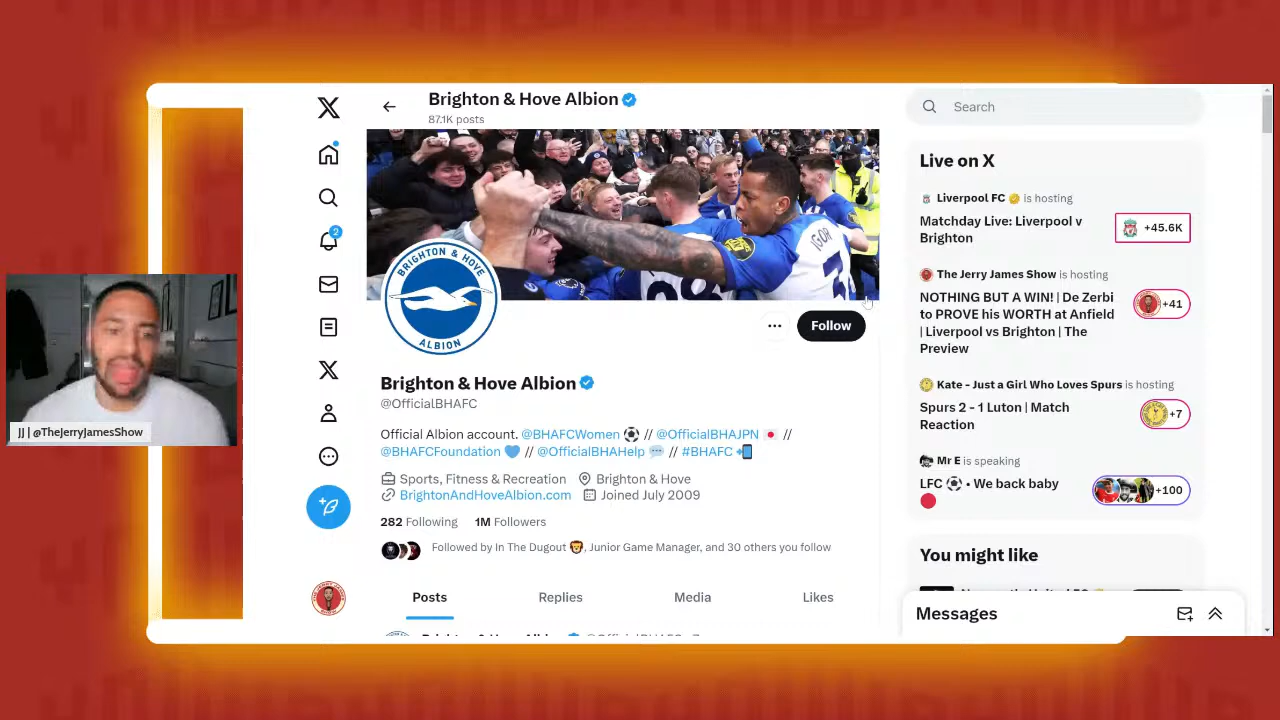 Brighton & Hove Albion
87.1K posts
Search
IGOR
3
BRIGHTON & HOVE
ALBION
Follow
Brighton & Hove Albion
@OfficialBHAFC
Official Albion account. @BHAFCWomen ⚽ // @OfficialBHAJPN 🇯🇵 //
@BHAFCFoundation 💙 // @OfficialBHAHelp 💬 // #BHAFC 📲
Sports, Fitness & Recreation Brighton & Hove
BrightonAndHoveAlbion.com Joined July 2009
282 Following 1M Followers
Followed by In The Dugout 🦁, Junior Game Manager, and 30 others you follow
Posts Replies Media Likes
2
JJ | @TheJerryJamesShow
Live on X
Liverpool FC is hosting
Matchday Live: Liverpool v
Brighton
+45.6K
The Jerry James Show is hosting
NOTHING BUT A WIN! | De Zerbi
to PROVE his WORTH at Anfield
| Liverpool vs Brighton | The
Preview
+41
Kate - Just a Girl Who Loves Spurs is hosting
Spurs 2 - 1 Luton | Match
Reaction
+7
Mr E is speaking
LFC ⚽ • We back baby
🔴
+100
You might like
Messages